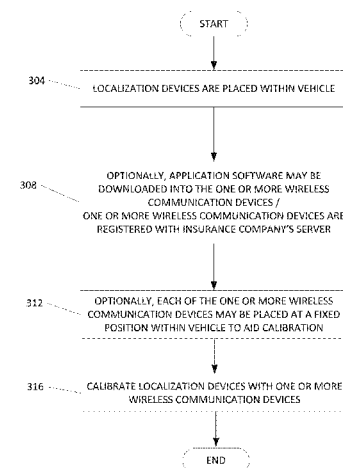 START
304
LOCALIZATION DEVICES ARE PLACED WITHIN VEHICLE
308
OPTIONALLY, APPLICATION SOFTWARE MAY BE
DOWNLOADED INTO THE ONE OR MORE WIRELESS
COMMUNICATION DEVICES /
ONE OR MORE WIRELESS COMMUNICATION DEVICES ARE
REGISTERED WITH INSURANCE COMPANY'S SERVER
312
OPTIONALLY, EACH OF THE ONE OR MORE WIRELESS
COMMUNICATION DEVICES MAY BE PLACED AT A FIXED
POSITION WITHIN VEHICLE TO AID CALIBRATION
316
CALIBRATE LOCALIZATION DEVICES WITH ONE OR MORE
WIRELESS COMMUNICATION DEVICES
END